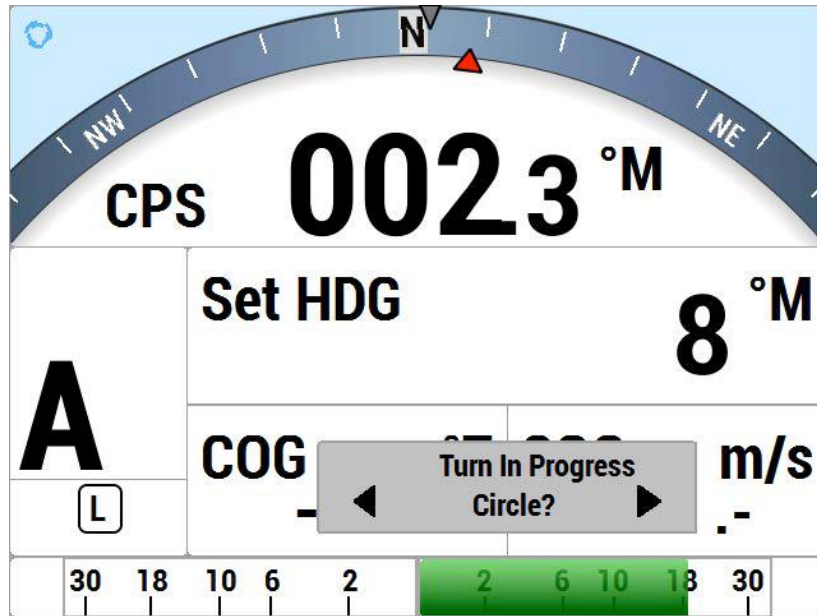 N
NW
NE
CPS 002.3 °M
Set HDG 8 °M
A
COG m/s
Turn In Progress
Circle?
- .-
L
30 18 10 6 2 2 6 10 18 30